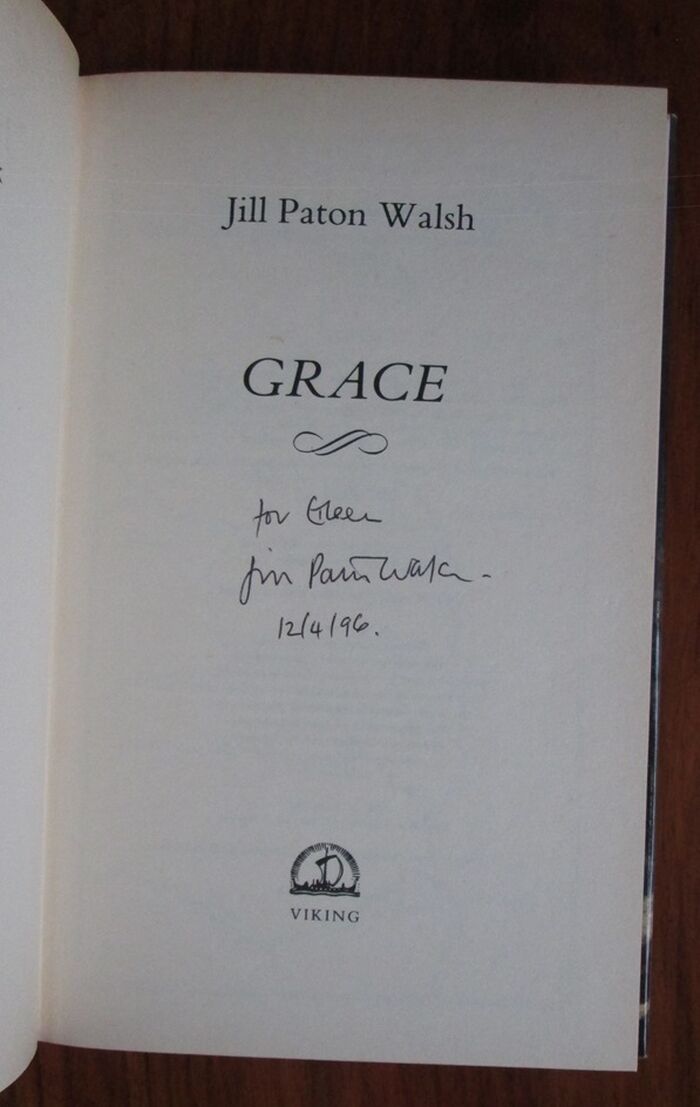 Jill Paton Walsh
GRACE
for Eileen
Jill Paton Walsh -
12/4/96.
VIKING